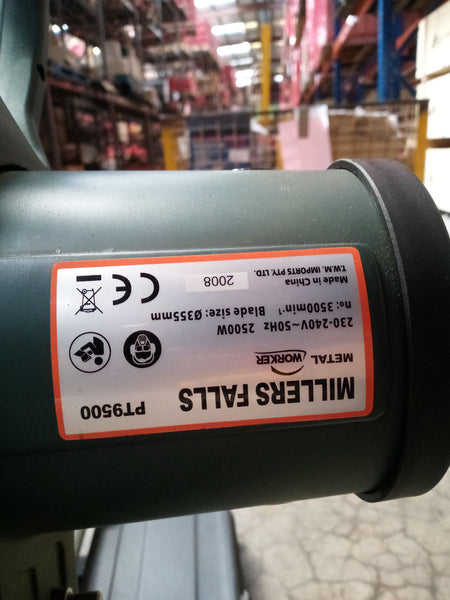 MILLERS FALLS PT9500
METAL WORKER
230-240V~50Hz 2500W
no: 3500min⁻¹ Blade size: Ø355mm
Made in China 2008
T.W.M. IMPORTS PTY. LTD.
CE